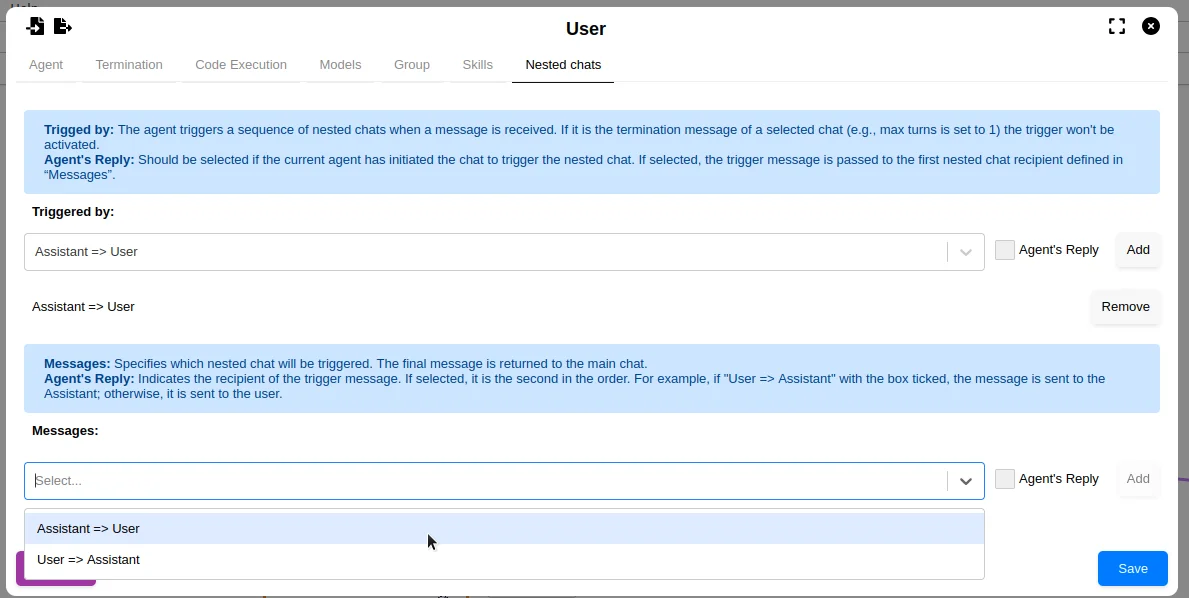 User
Agent Termination Code Execution Models Group Skills Nested chats
Trigged by: The agent triggers a sequence of nested chats when a message is received. If it is the termination message of a selected chat (e.g., max turns is set to 1) the trigger won't be
activated.
Agent's Reply: Should be selected if the current agent has initiated the chat to trigger the nested chat. If selected, the trigger message is passed to the first nested chat recipient defined in
“Messages”.
Triggered by:
Assistant => User Agent's Reply Add
Assistant => User Remove
Messages: Specifies which nested chat will be triggered. The final message is returned to the main chat.
Agent's Reply: Indicates the recipient of the trigger message. If selected, it is the second in the order. For example, if "User => Assistant" with the box ticked, the message is sent to the
Assistant; otherwise, it is sent to the user.
Messages:
Select... Agent's Reply Add
Assistant => User
User => Assistant
Save